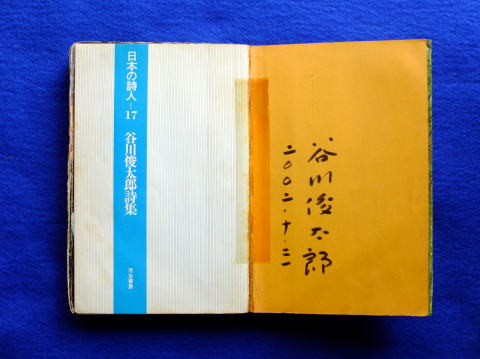 日本の詩人―17 谷川俊太郎詩集
河出書房
谷川俊太郎
二〇〇二・十・